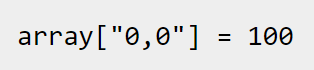 array["0,0"] = 100